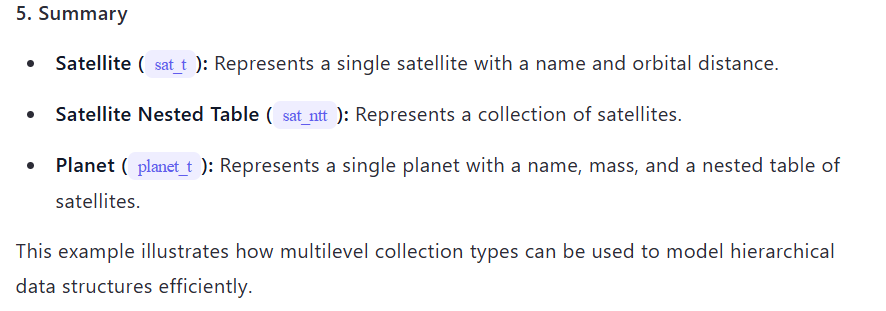 5. Summary
• Satellite ( sat_t ): Represents a single satellite with a name and orbital distance.
• Satellite Nested Table ( sat_ntt ): Represents a collection of satellites.
• Planet ( planet_t ): Represents a single planet with a name, mass, and a nested table of
satellites.
This example illustrates how multilevel collection types can be used to model hierarchical
data structures efficiently.